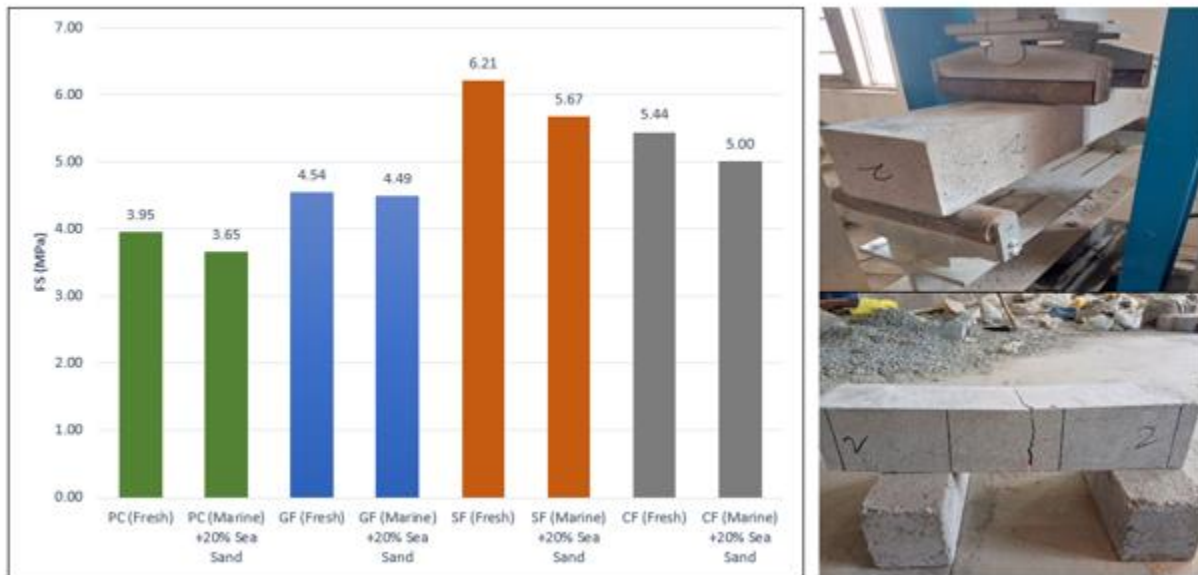 7.00
6.00
5.00
4.00
3.00
2.00
1.00
0.00
FS (MPa)
3.95
3.65
4.54
4.49
6.21
5.67
5.44
5.00
PC (Fresh)
PC (Marine)
+20% Sea
Sand
GF (Fresh)
GF (Marine)
+20% Sea
Sand
SF (Fresh)
SF (Marine)
+20% Sea
Sand
CF (Fresh)
CF (Marine)
+20% Sea
Sand
2